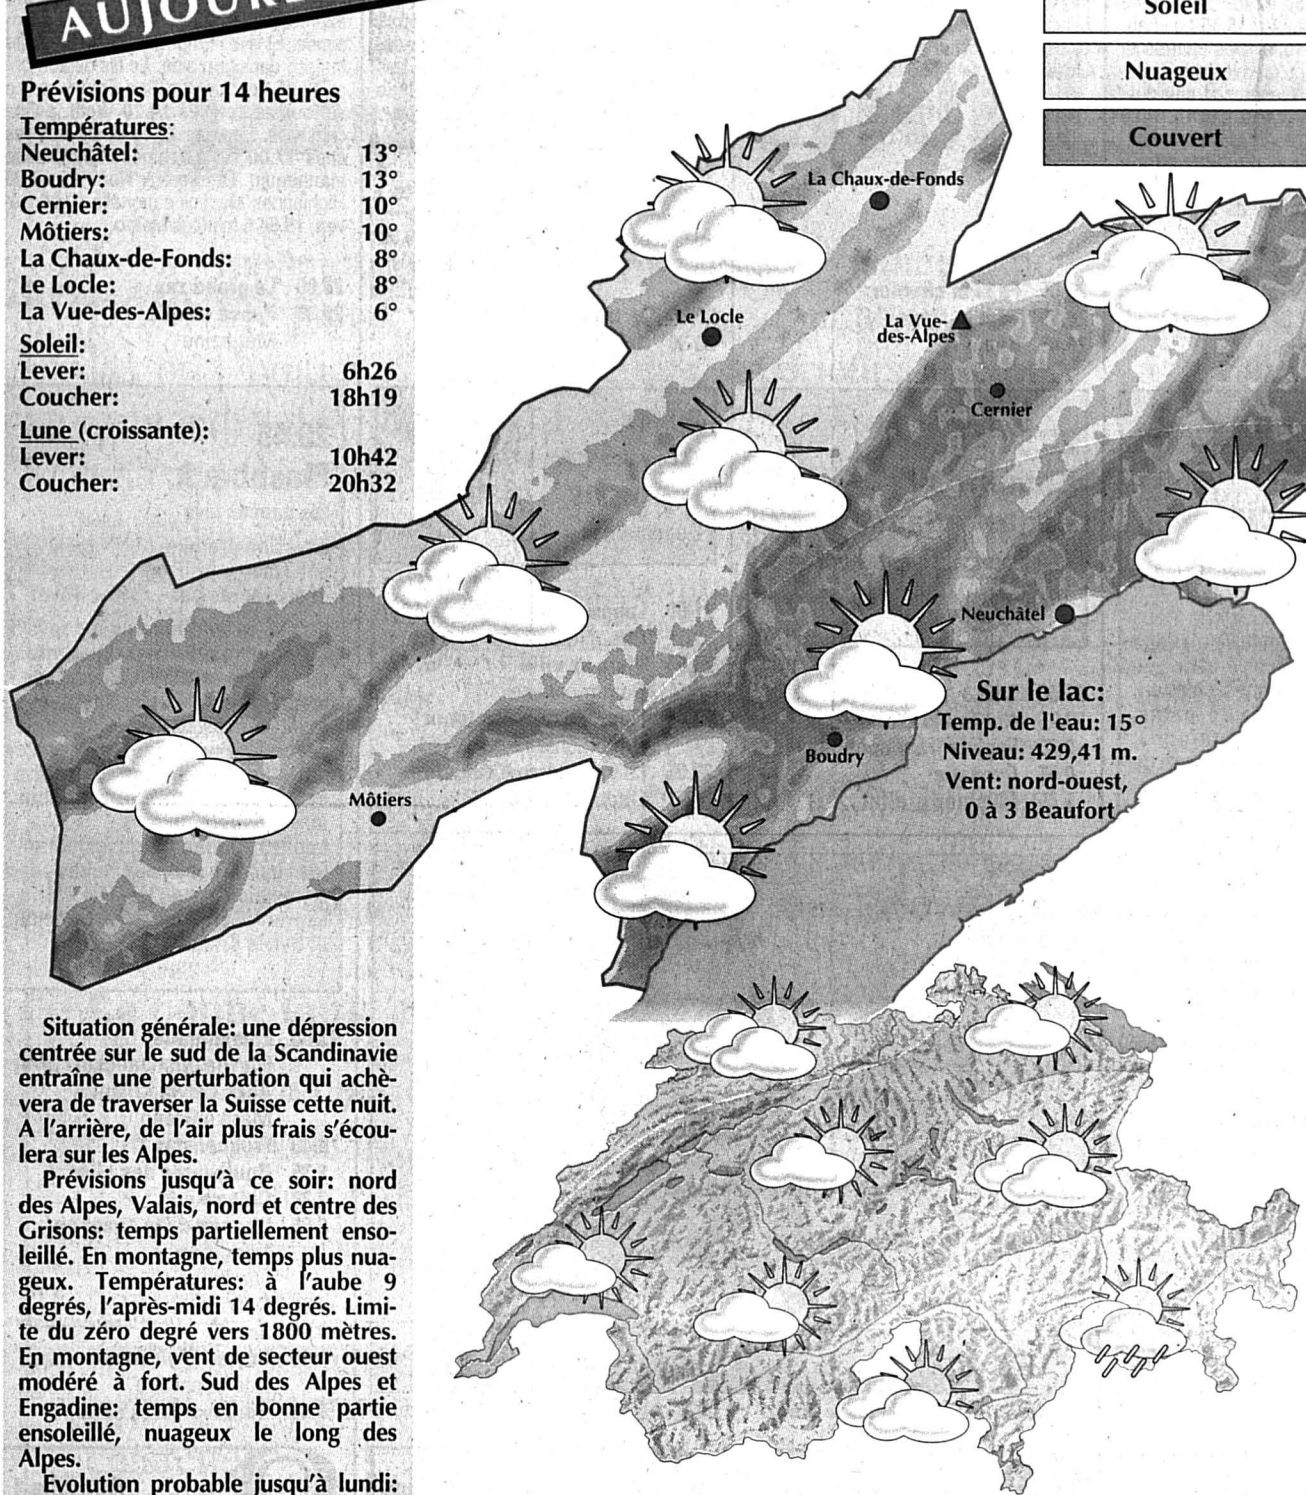 Prévisions pour 14 heures
Températures:
Neuchâtel: 13°
Boudry: 13°
Cernier: 10°
Môtiers: 10°
La Chaux-de-Fonds: 8°
Le Locle: 8°
La Vue-des-Alpes: 6°
Soleil:
Lever: 6h26
Coucher: 18h19
Lune (croissante):
Lever: 10h42
Coucher: 20h32
Soleil
Nuageux
Couvert
La Chaux-de-Fonds
Le Locle
La Vue-
des-Alpes
Cernier
Neuchâtel
Boudry
Môtiers
Sur le lac:
Temp. de l'eau: 15°
Niveau: 429,41 m.
Vent: nord-ouest,
0 à 3 Beaufort
Situation générale: une dépression
centrée sur le sud de la Scandinavie
entraîne une perturbation qui achè-
vera de traverser la Suisse cette nuit.
A l'arrière, de l'air plus frais s'écou-
lera sur les Alpes.
Prévisions jusqu'à ce soir: nord
des Alpes, Valais, nord et centre des
Grisons: temps partiellement enso-
leillé. En montagne, temps plus nua-
geux. Températures: à l'aube 9
degrés, l'après-midi 14 degrés. Limi-
te du zéro degré vers 1800 mètres.
En montagne, vent de secteur ouest
modéré à fort. Sud des Alpes et
Engadine: temps en bonne partie
ensoleillé, nuageux le long des
Alpes.
Evolution probable jusqu'à lundi: